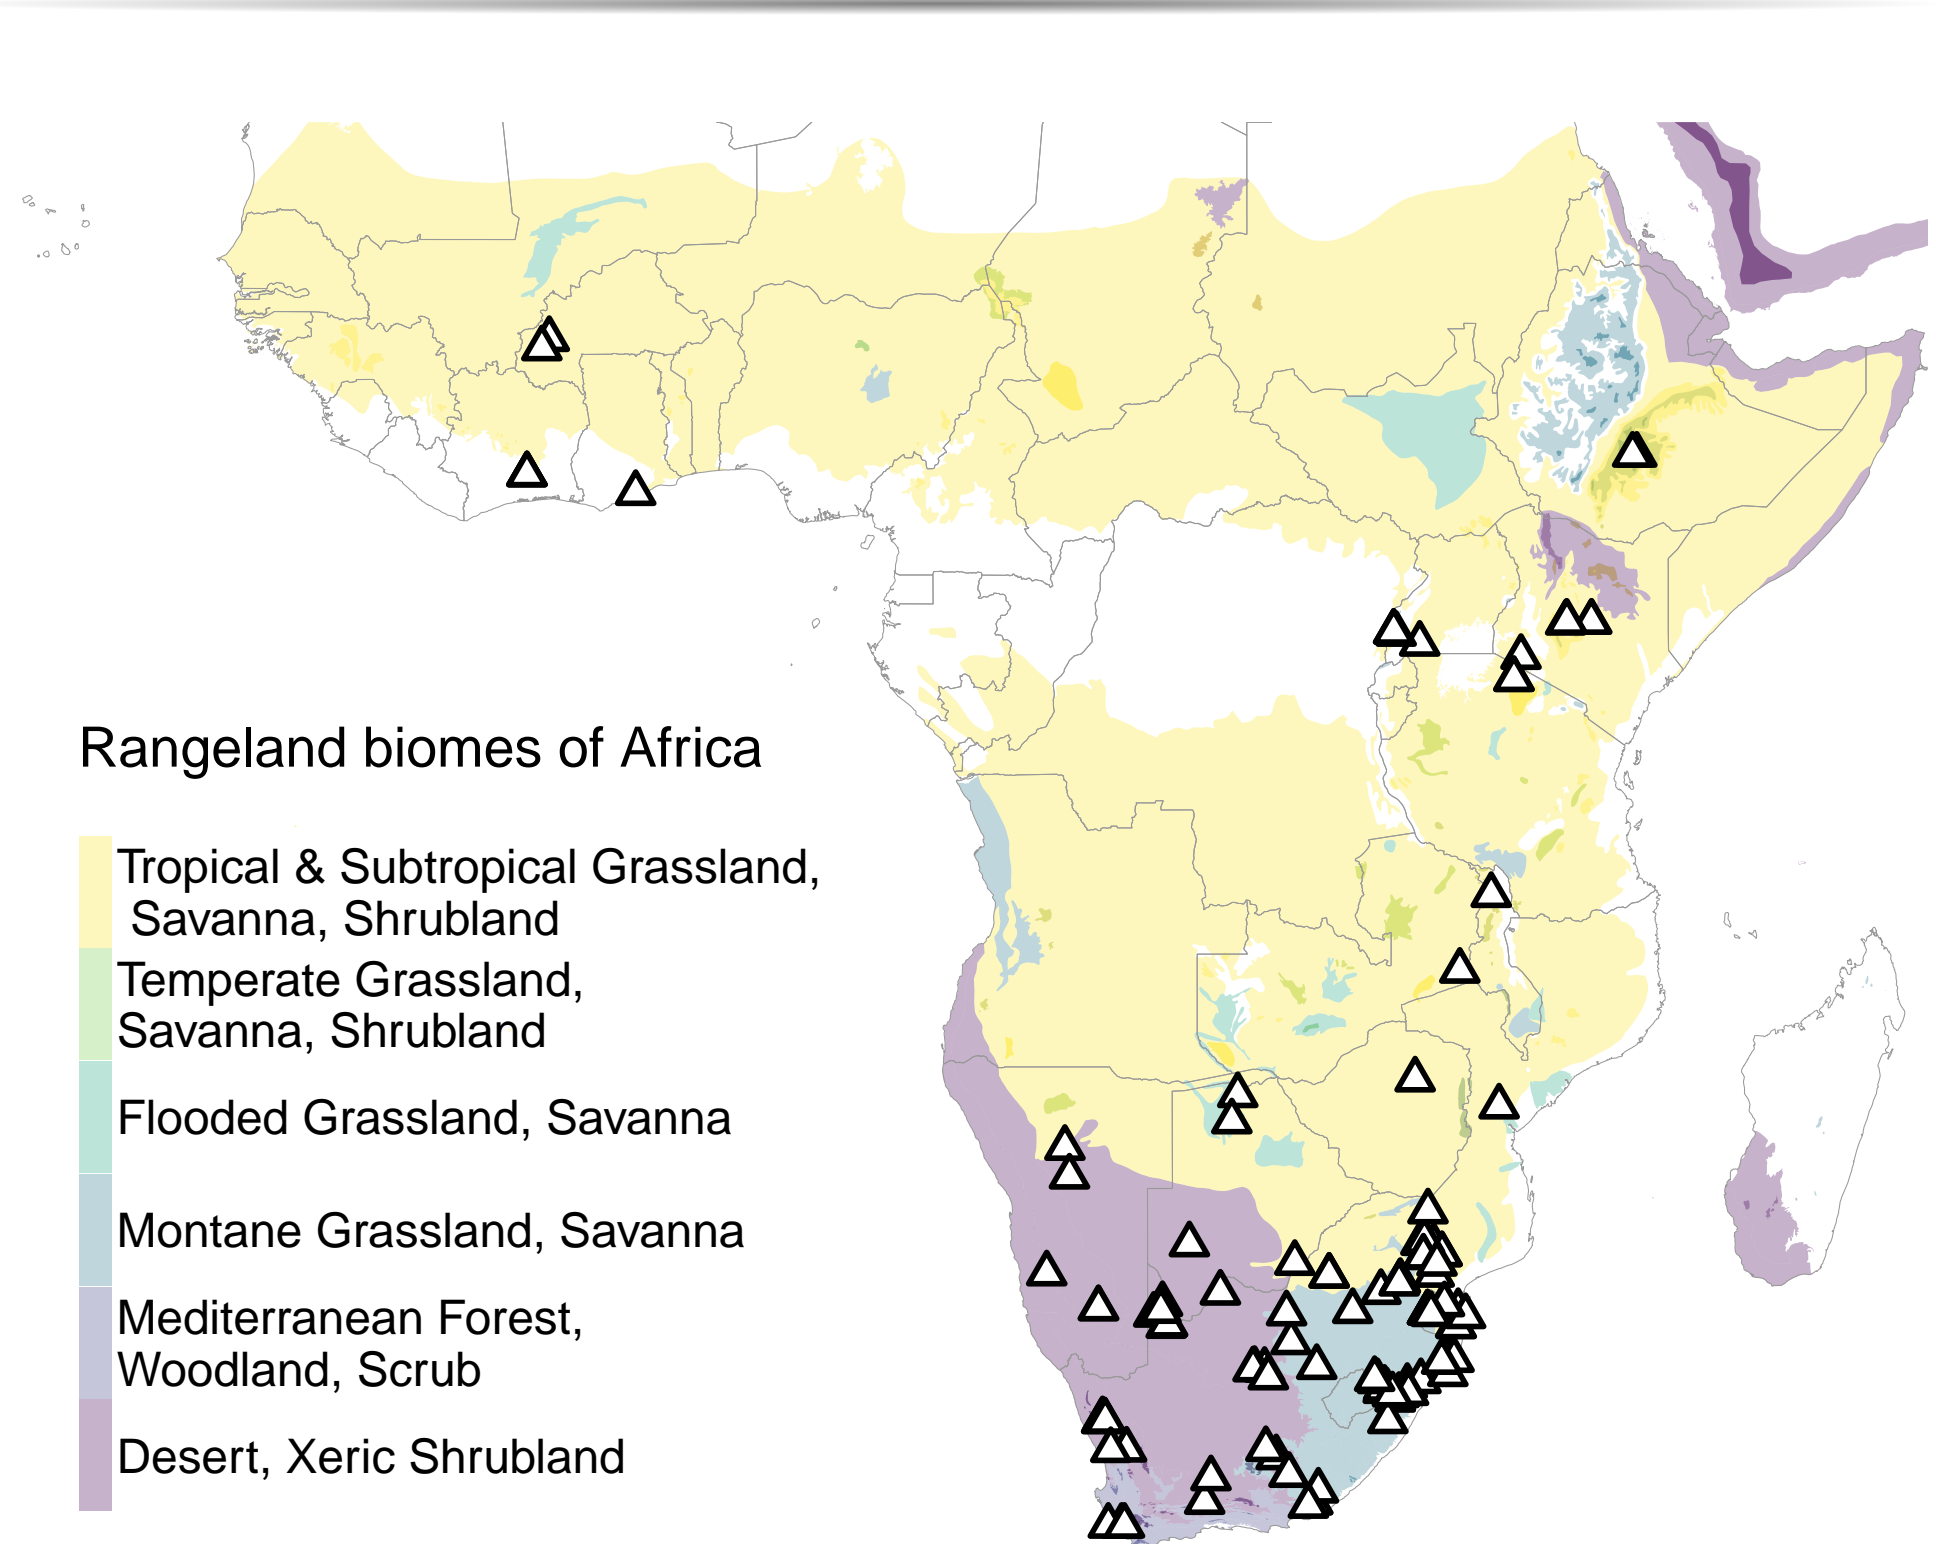 Rangeland biomes of Africa
Tropical & Subtropical Grassland,
Savanna, Shrubland
Temperate Grassland,
Savanna, Shrubland
Flooded Grassland, Savanna
Montane Grassland, Savanna
Mediterranean Forest,
Woodland, Scrub
Desert, Xeric Shrubland